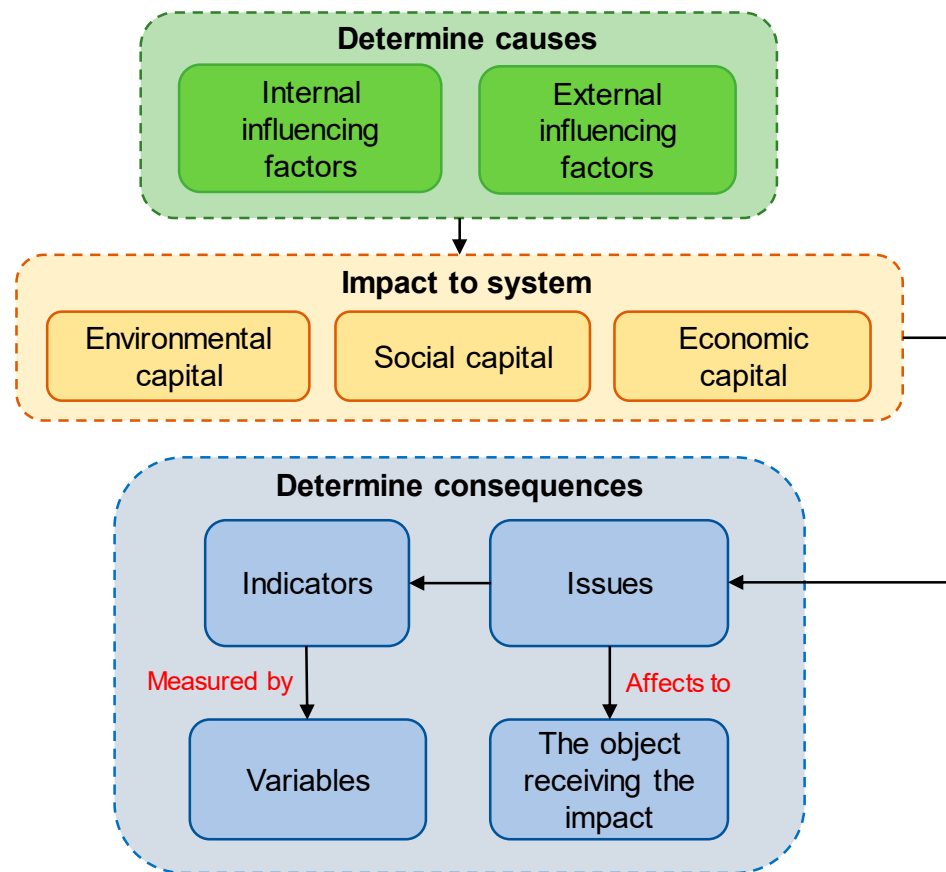 Determine causes
Internal
influencing
factors
External
influencing
factors
Impact to system
Environmental
capital
Social capital
Economic
capital
Determine consequences
Indicators
Issues
Measured by
Affects to
Variables
The object
receiving the
impact